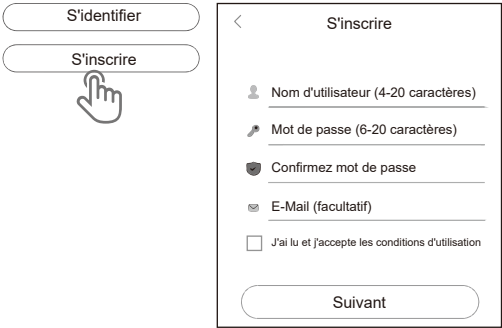 S'identifier
S'inscrire
S'inscrire
Nom d'utilisateur (4-20 caractères)
Mot de passe (6-20 caractères)
Confirmez mot de passe
E-Mail (facultatif)
J'ai lu et j'accepte les conditions d'utilisation
Suivant